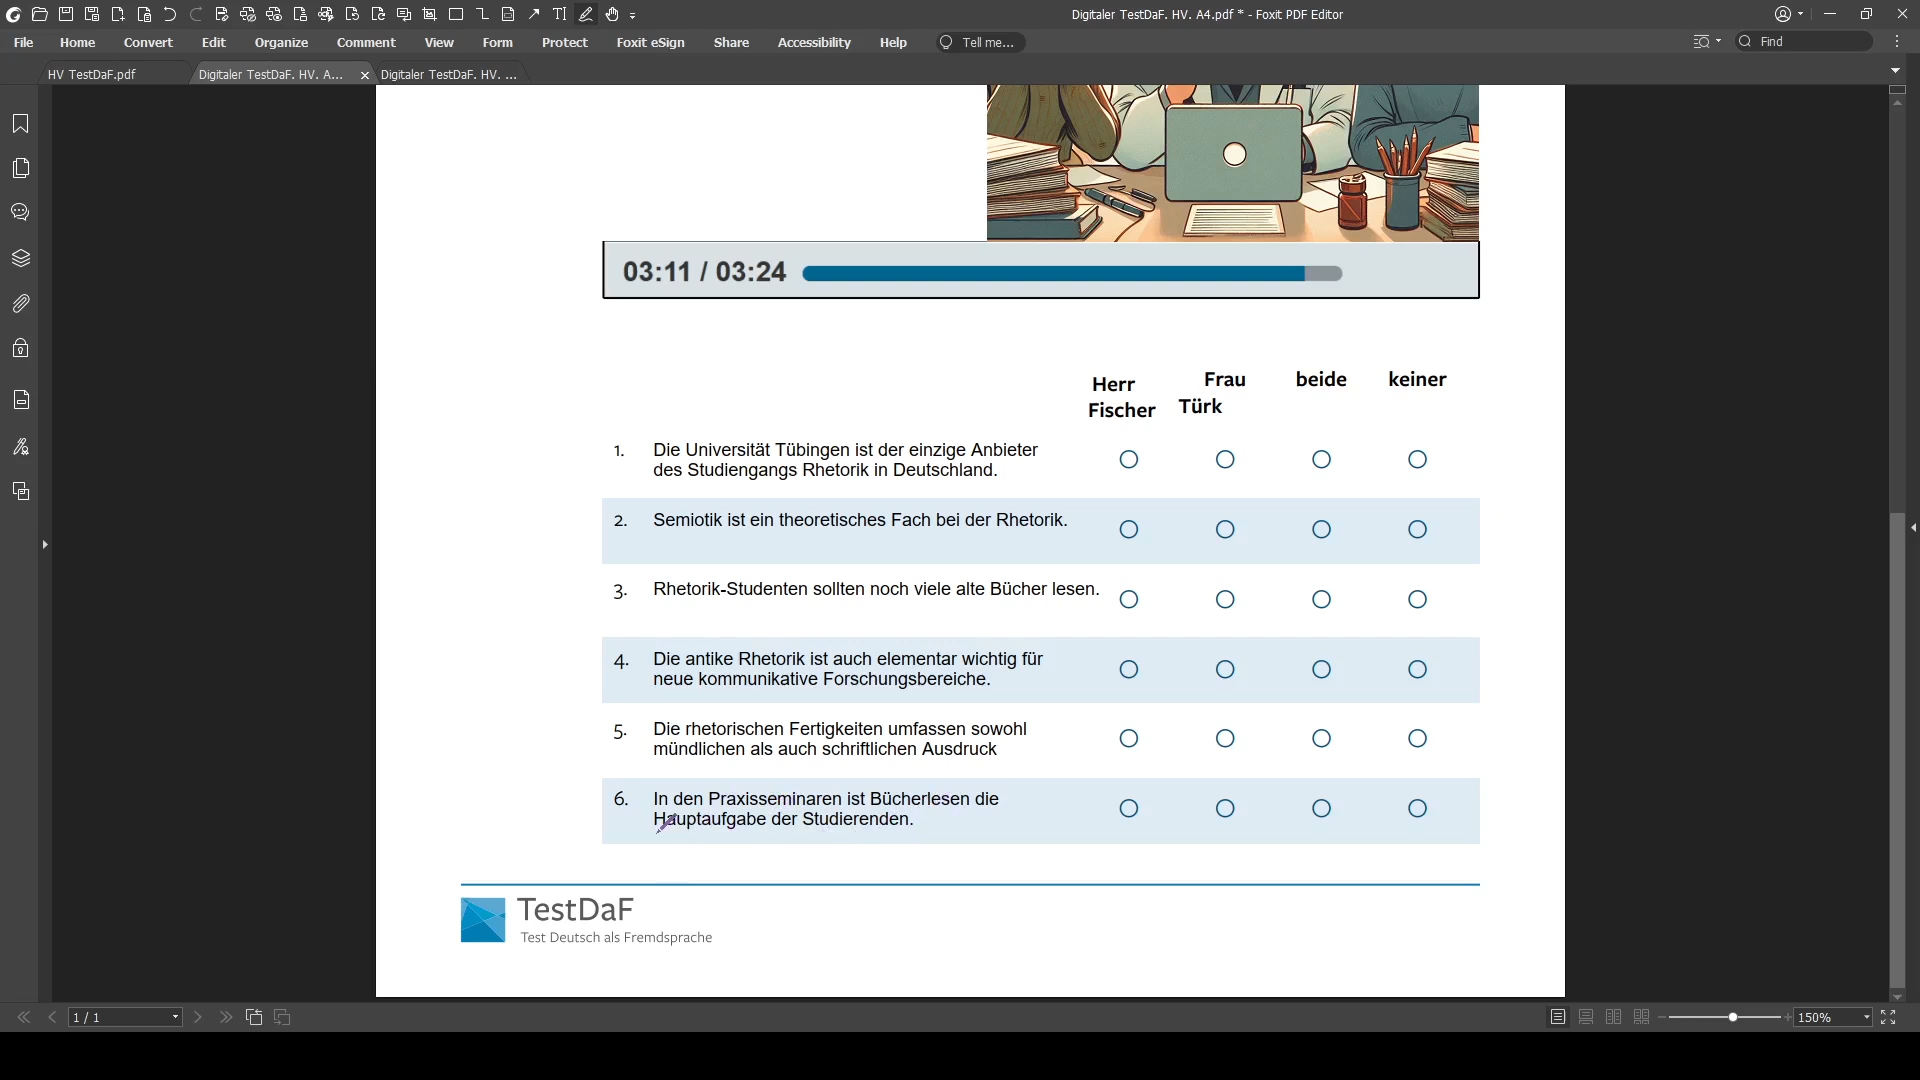 Digitaler TestDaF. HV. A4.pdf * - Foxit PDF Editor
File Home Convert Edit Organize Comment View Form Protect Foxit eSign Share Accessibility Help Tell me... Find
HV TestDaF.pdf Digitaler TestDaF. HV. A... Digitaler TestDaF. HV. ...
03:11 / 03:24
Herr Fischer Frau Türk beide keiner
1. Die Universität Tübingen ist der einzige Anbieter
des Studiengangs Rhetorik in Deutschland.
2. Semiotik ist ein theoretisches Fach bei der Rhetorik.
3. Rhetorik-Studenten sollten noch viele alte Bücher lesen.
4. Die antike Rhetorik ist auch elementar wichtig für
neue kommunikative Forschungsbereiche.
5. Die rhetorischen Fertigkeiten umfassen sowohl
mündlichen als auch schriftlichen Ausdruck
6. In den Praxisseminaren ist Bücherlesen die
Hauptaufgabe der Studierenden.
TestDaF
Test Deutsch als Fremdsprache
1 / 1 150%